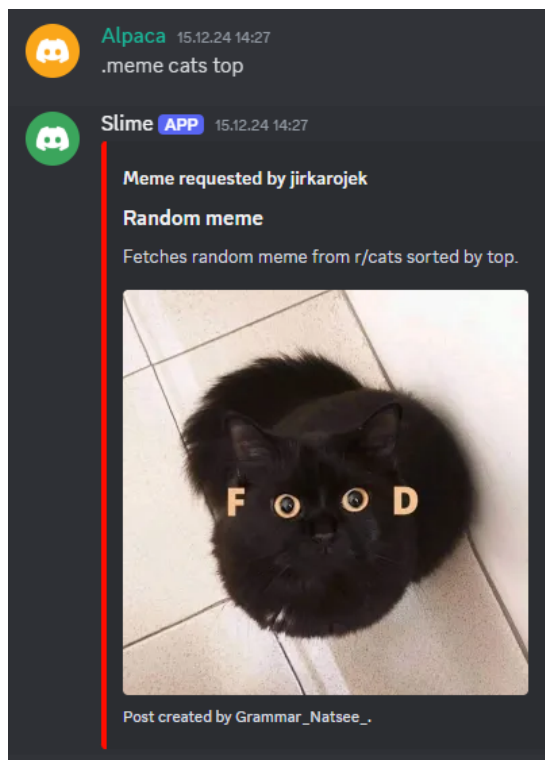 Alpaca 15.12.24 14:27
.meme cats top
Slime APP 15.12.24 14:27
Meme requested by jirkarojek
Random meme
Fetches random meme from r/cats sorted by top.
F D
Post created by Grammar_Natsee_.